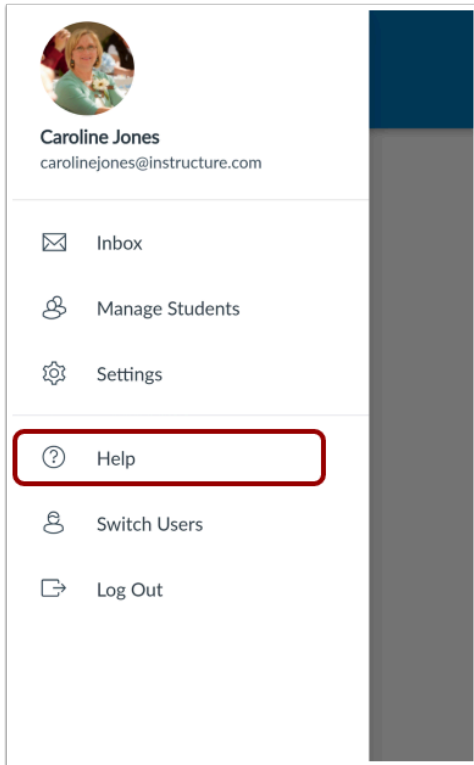 Caroline Jones
carolinejones@instructure.com
Inbox
Manage Students
Settings
Help
Switch Users
Log Out